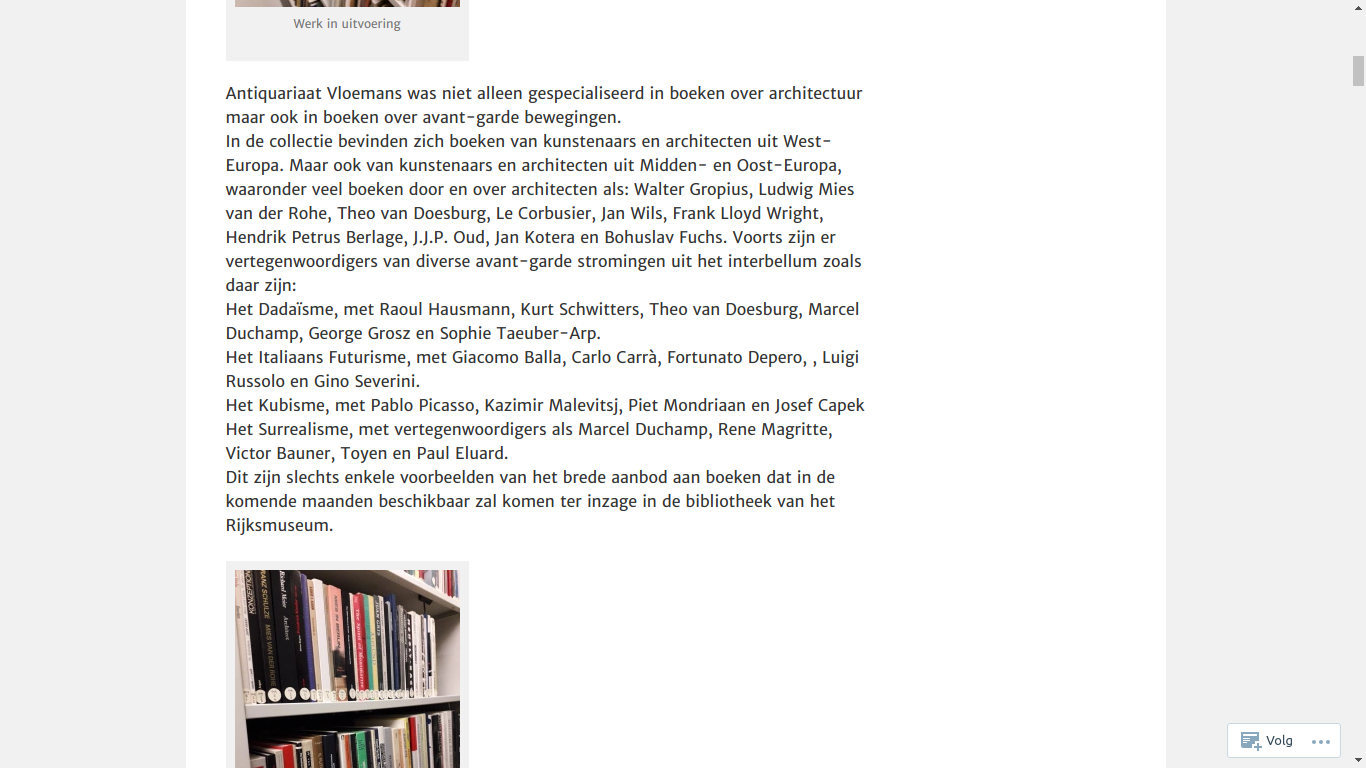 Werk in uitvoering
Antiquariaat Vloemans was niet alleen gespecialiseerd in boeken over architectuur
maar ook in boeken over avant-garde bewegingen.
In de collectie bevinden zich boeken van kunstenaars en architecten uit West-
Europa. Maar ook van kunstenaars en architecten uit Midden- en Oost-Europa,
waaronder veel boeken door en over architecten als: Walter Gropius, Ludwig Mies
van der Rohe, Theo van Doesburg, Le Corbusier, Jan Wils, Frank Lloyd Wright,
Hendrik Petrus Berlage, J.J.P. Oud, Jan Kotera en Bohuslav Fuchs. Voorts zijn er
vertegenwoordigers van diverse avant-garde stromingen uit het interbellum zoals
daar zijn:
Het Dadaïsme, met Raoul Hausmann, Kurt Schwitters, Theo van Doesburg, Marcel
Duchamp, George Grosz en Sophie Taeuber-Arp.
Het Italiaans Futurisme, met Giacomo Balla, Carlo Carrà, Fortunato Depero, , Luigi
Russolo en Gino Severini.
Het Kubisme, met Pablo Picasso, Kazimir Malevitsj, Piet Mondriaan en Josef Capek
Het Surrealisme, met vertegenwoordigers als Marcel Duchamp, Rene Magritte,
Victor Bauner, Toyen en Paul Eluard.
Dit zijn slechts enkele voorbeelden van het brede aanbod aan boeken dat in de
komende maanden beschikbaar zal komen ter inzage in de bibliotheek van het
Rijksmuseum.
FRANZ SCHULZE
MIES VAN DER ROHE
Richard Meier
Architect
Volg